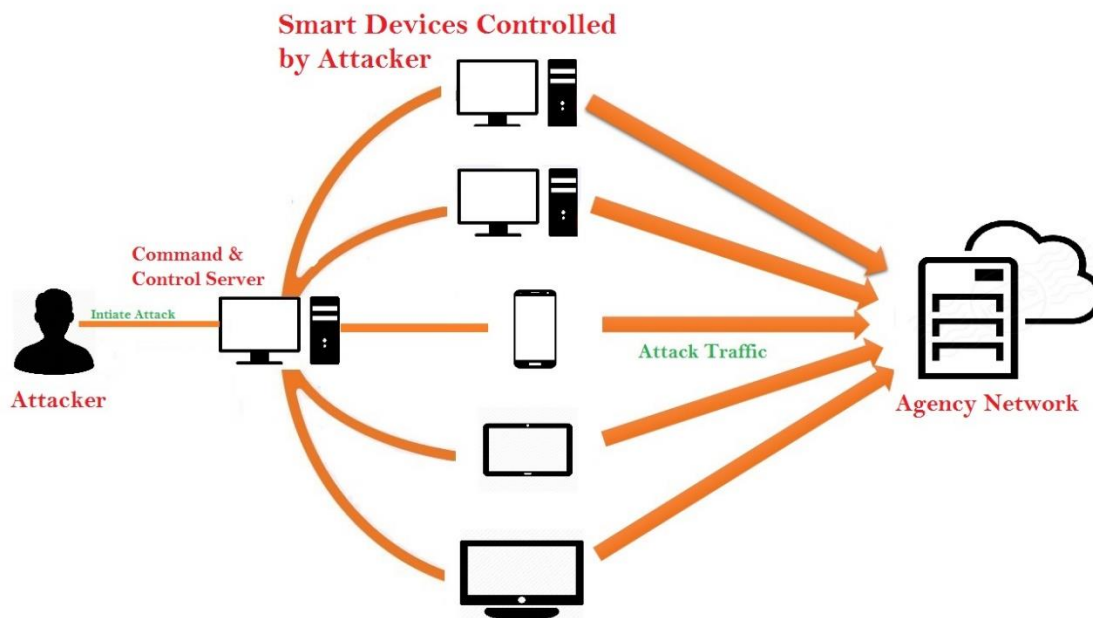 Smart Devices Controlled
by Attacker
Command &
Control Server
Intiate Attack
Attacker
Attack Traffic
Agency Network